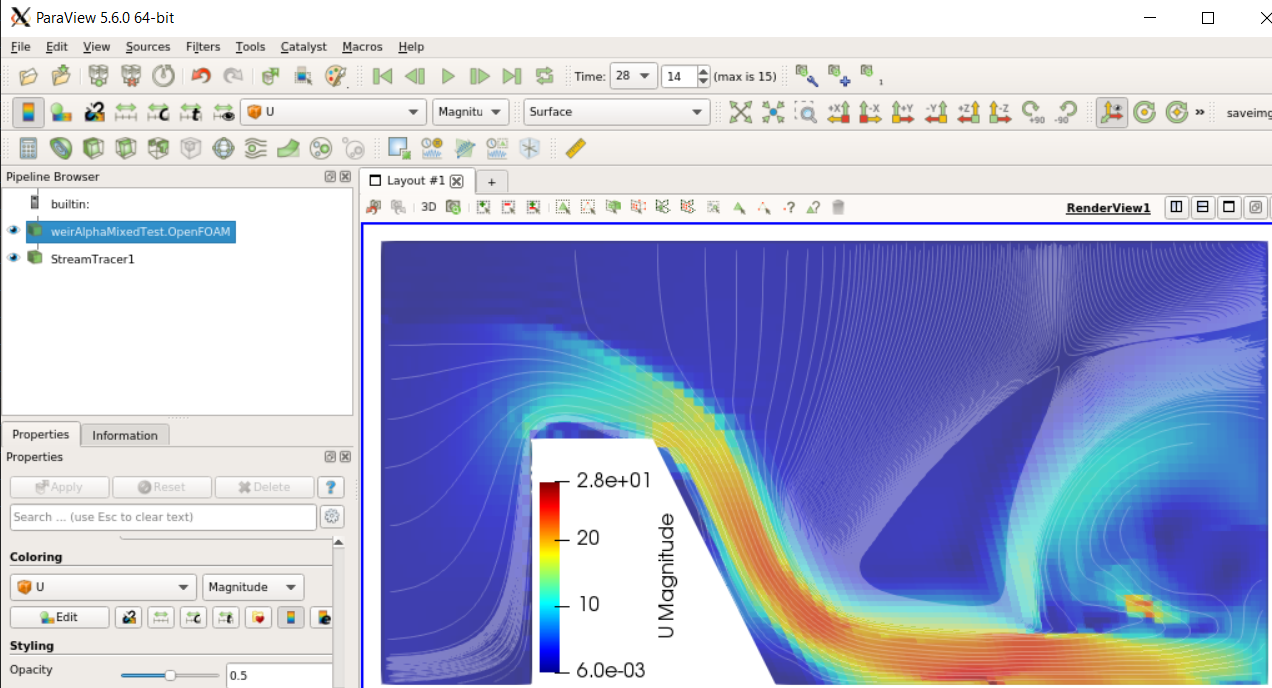 ParaView 5.6.0 64-bit
File Edit View Sources Filters Tools Catalyst Macros Help
Time: 28 14 (max is 15) 1
U Magnitu Surface +X -X +Y -Y +Z -Z +90 -90 » saveimg
Pipeline Browser
Layout #1 +
builtin:
3D RenderView1
weirAlphaMixedTest.OpenFOAM
StreamTracer1
Properties Information
Properties
Apply Reset Delete ?
Search ... (use Esc to clear text)
Coloring
U Magnitude
Edit
Styling
Opacity 0.5
2.8e+01
20
10
6.0e-03
U Magnitude